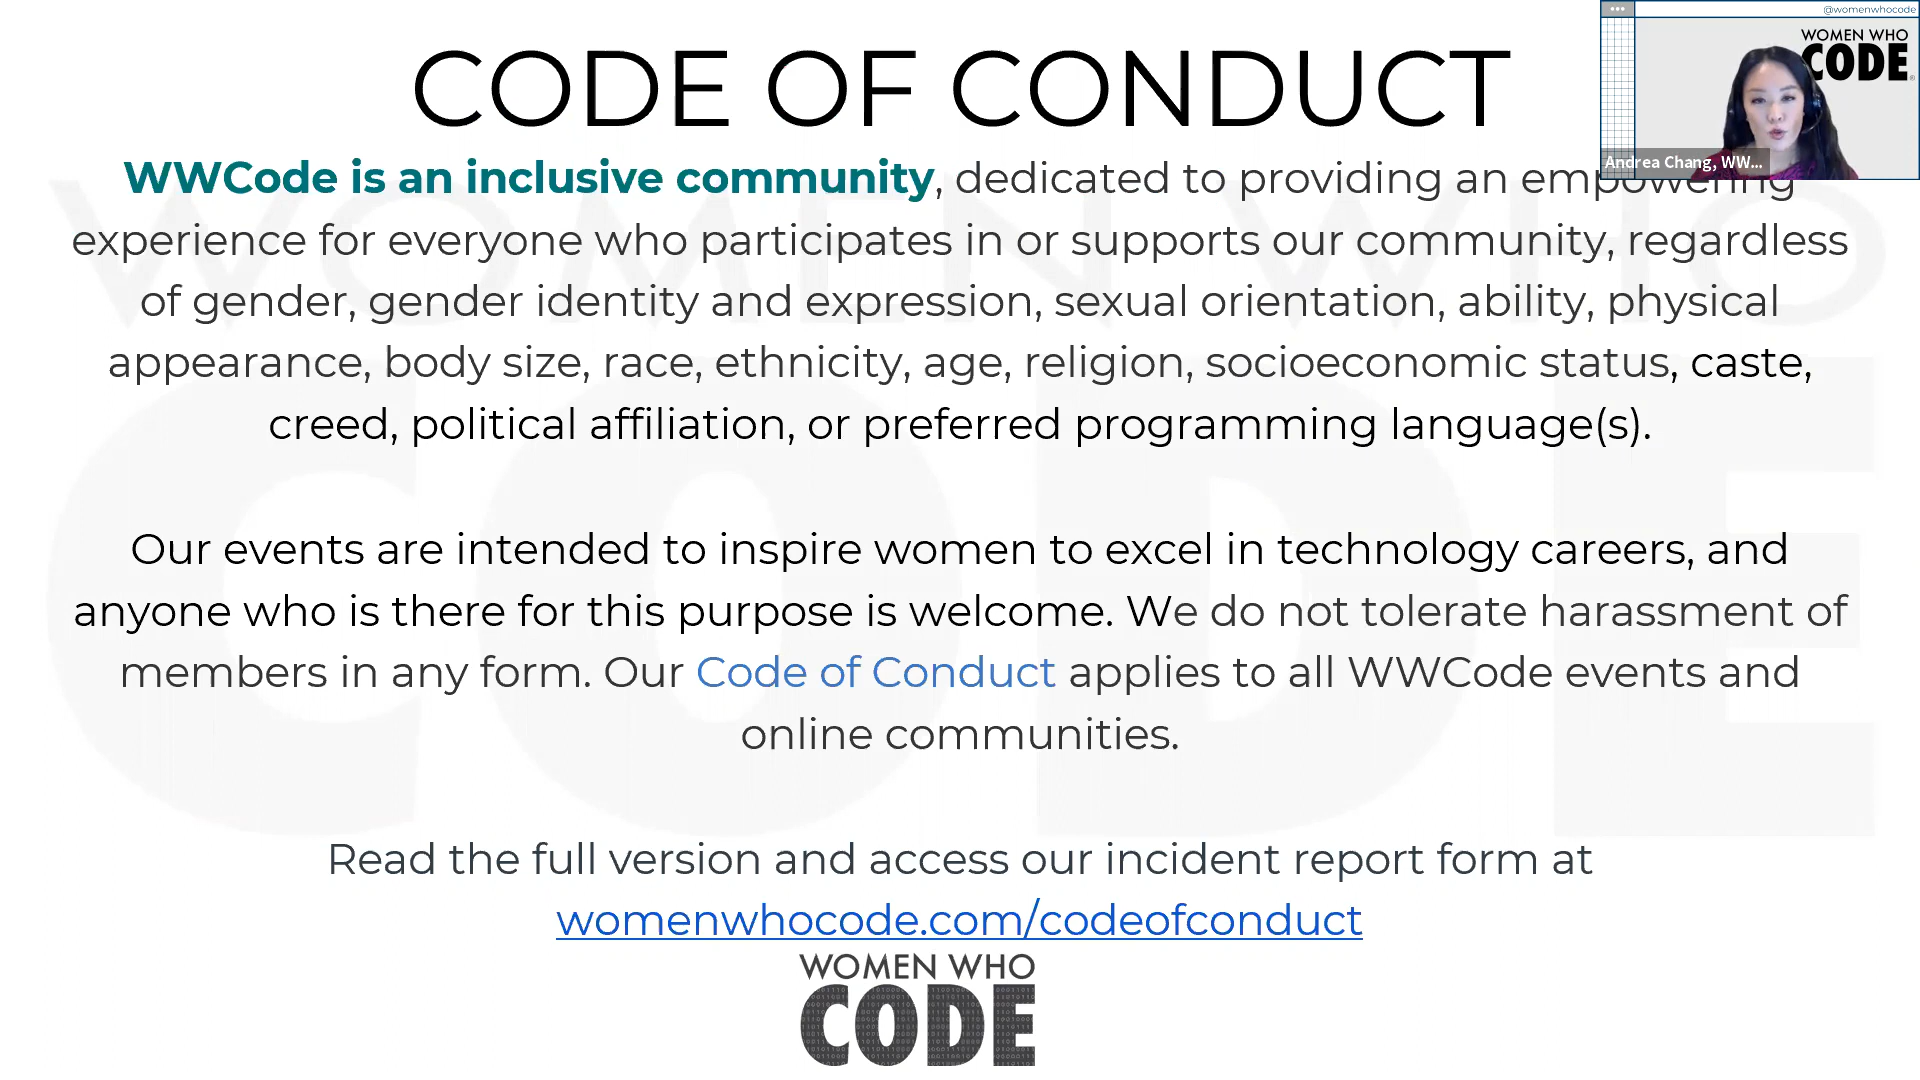 @womenwhocode
WOMEN WHO
CODE
Andrea Chang, WW...
CODE OF CONDUCT
WWCode is an inclusive community, dedicated to providing an empowering
experience for everyone who participates in or supports our community, regardless
of gender, gender identity and expression, sexual orientation, ability, physical
appearance, body size, race, ethnicity, age, religion, socioeconomic status, caste,
creed, political affiliation, or preferred programming language(s).
Our events are intended to inspire women to excel in technology careers, and
anyone who is there for this purpose is welcome. We do not tolerate harassment of
members in any form. Our Code of Conduct applies to all WWCode events and
online communities.
Read the full version and access our incident report form at
womenwhocode.com/codeofconduct
WOMEN WHO
CODE
WOMEN WHO
CODE